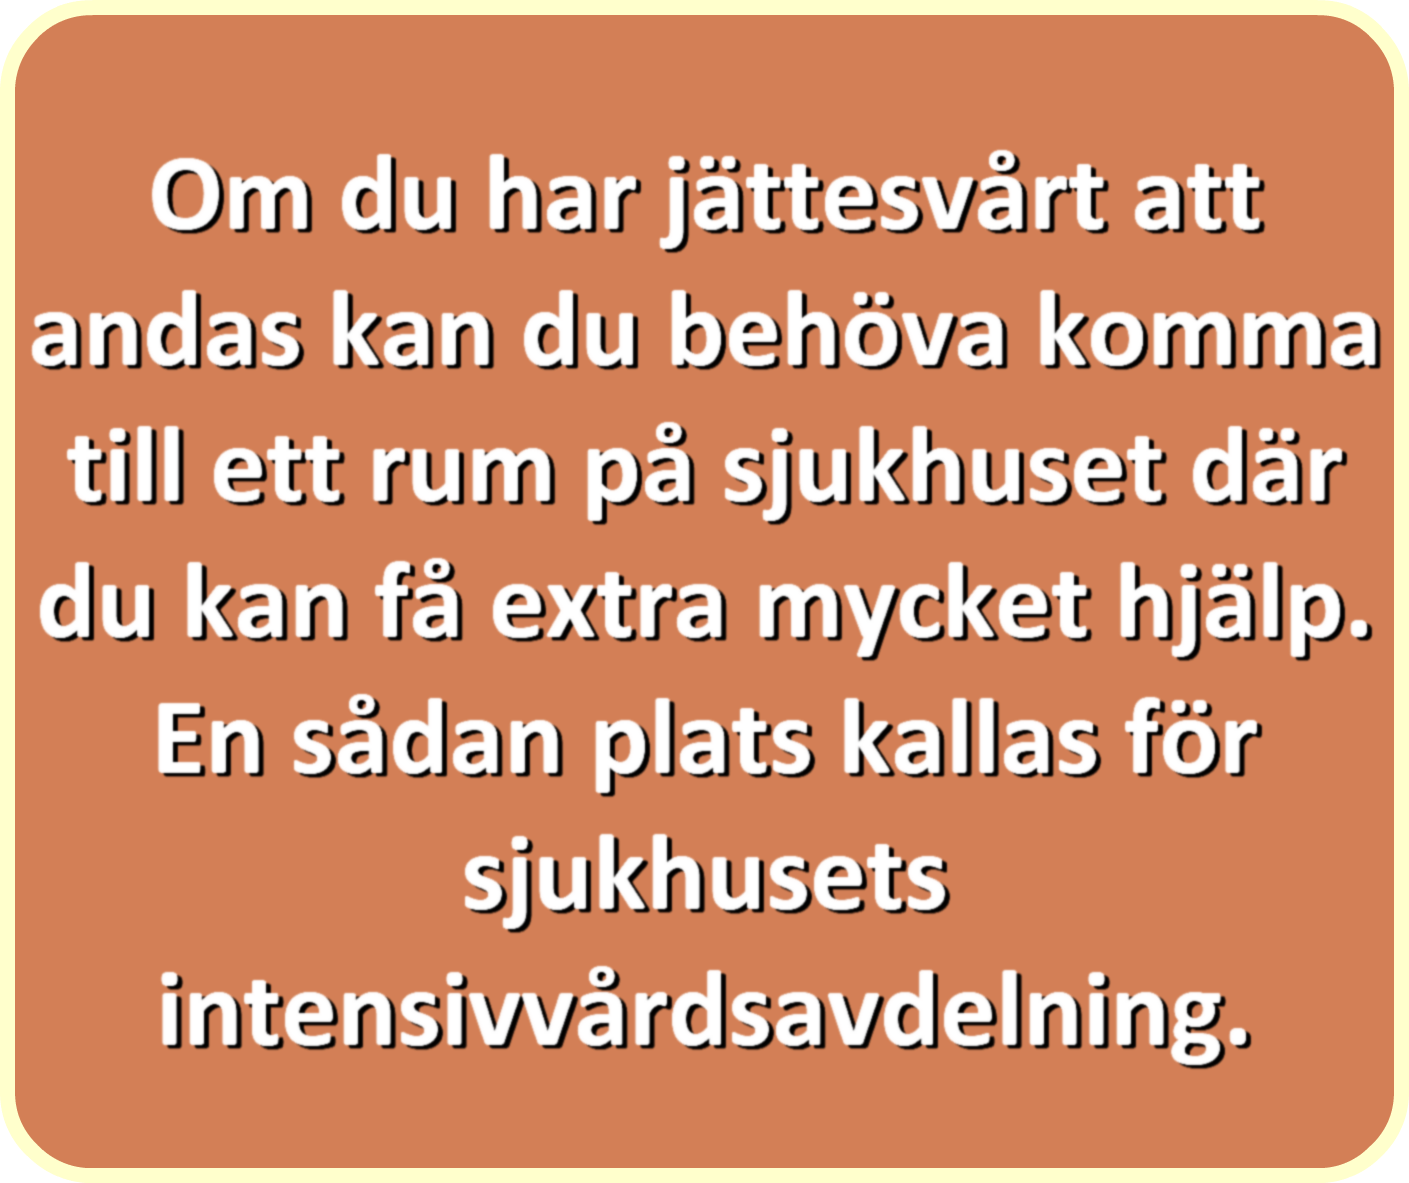 Om du har jättesvårt att
andas kan du behöva komma
till ett rum på sjukhuset där
du kan få extra mycket hjälp.
En sådan plats kallas för
sjukhusets
intensivvårdsavdelning.